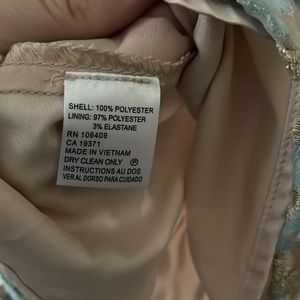 SHELL: 100% POLYESTER
LINING: 97% POLYESTER
3% ELASTANE
RN 106409
CA 19371
MADE IN VIETNAM
DRY CLEAN ONLY Ⓟ
INSTRUCTIONS AU DOS
VER AL DORSO PARA CUIDADO